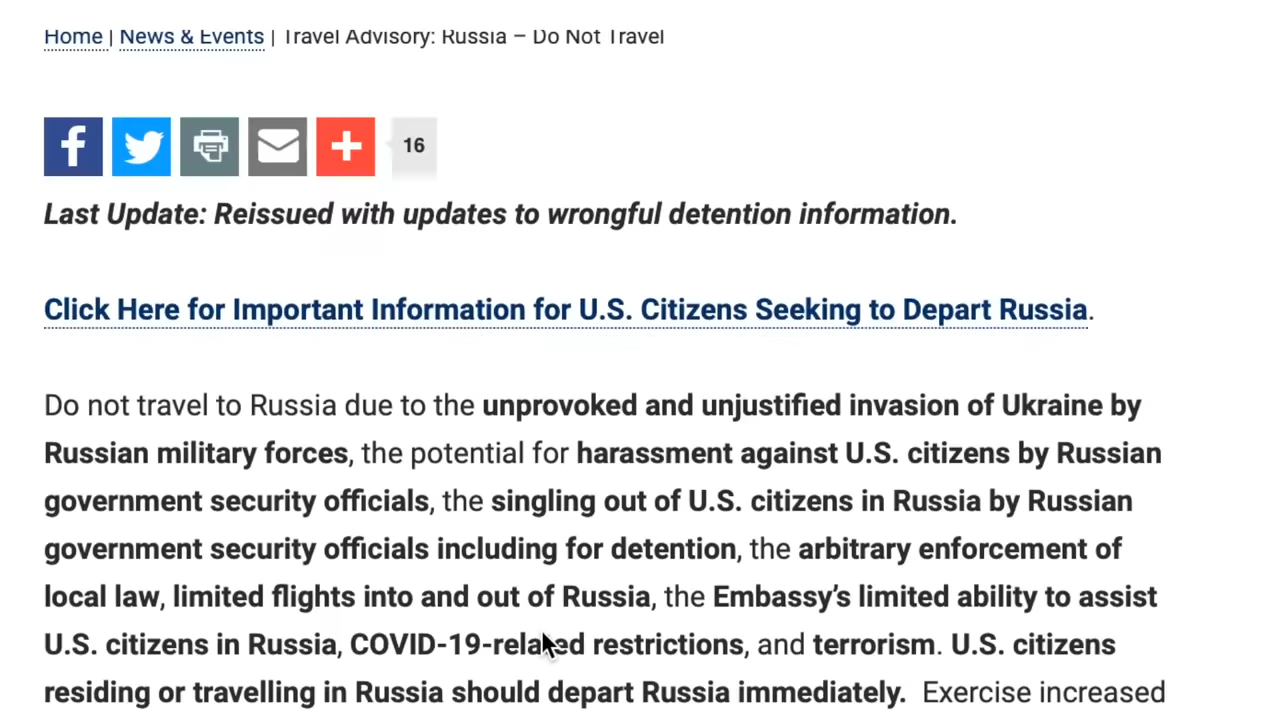 Home | News & Events | Travel Advisory: Russia – Do Not Travel
16
Last Update: Reissued with updates to wrongful detention information.
Click Here for Important Information for U.S. Citizens Seeking to Depart Russia.
Do not travel to Russia due to the unprovoked and unjustified invasion of Ukraine by
Russian military forces, the potential for harassment against U.S. citizens by Russian
government security officials, the singling out of U.S. citizens in Russia by Russian
government security officials including for detention, the arbitrary enforcement of
local law, limited flights into and out of Russia, the Embassy’s limited ability to assist
U.S. citizens in Russia, COVID-19-related restrictions, and terrorism. U.S. citizens
residing or travelling in Russia should depart Russia immediately. Exercise increased